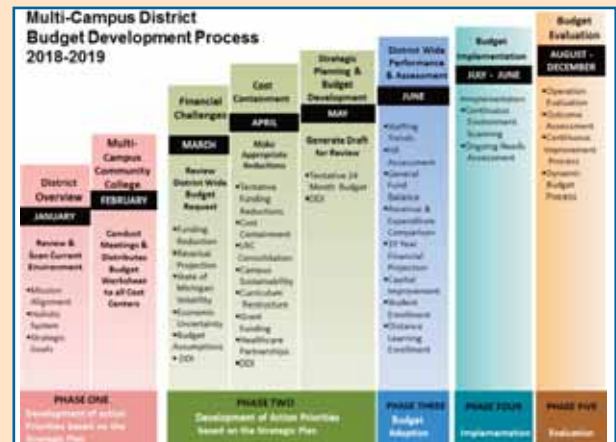 Multi-Campus District
Budget Development Process
2018-2019
District
Overview
JANUARY
Review &
Scan Current
Environment
•Mission
Alignment
•Holistic
System
•Strategic
Goals
Multi-
Campus
Community
College
FEBRUARY
Conduct
Meetings &
Distributes
Budget
Worksheet
to all Cost
Centers
PHASE ONE
Development of action
Priorities based on the
Strategic Plan
Financial
Challenges
MARCH
Review
District Wide
Budget
Request
•Funding
Reduction
•Revenue
Projection
•State of
Michigan
Volatility
•Economic
Uncertainty
•Budget
Assumptions
• DDI
Cost
Containment
APRIL
Make
Appropriate
Reductions
•Tentative
Funding
Reductions
•Cost
Containment
•LRC
Consolidation
•Campus
Sustainability
•Curriculum
Restructure
•Grant
Funding
•Healthcare
Partnerships
•DDI
Strategic
Planning &
Budget
Development
MAY
Generate Draft
for Review
•Tentative 24
Month Budget
•DDI
PHASE TWO
Development of Action Priorities
based on the Strategic Plan
District Wide
Performance
& Assessment
JUNE
•Staffing
Trends
Assessment
•General
Fund
Balance
•Revenue &
Expenditure
Comparison
•10 Year
Financial
Projection
•Capital
Improvement
•Student
Enrollment
•Distance
Learning
Enrollment
PHASE THREE
Budget
Adoption
Budget
Implementation
JULY - JUNE
•Implementation
•Continuous
Environment
Scanning
•Ongoing Needs
Assessment
PHASE FOUR
Implementation
Budget
Evaluation
AUGUST -
DECEMBER
•Operation
Evaluation
•Outcome
Assessment
•Continuous
Improvement
Process
•Dynamic
Budget
Process
PHASE FIVE
Evaluation